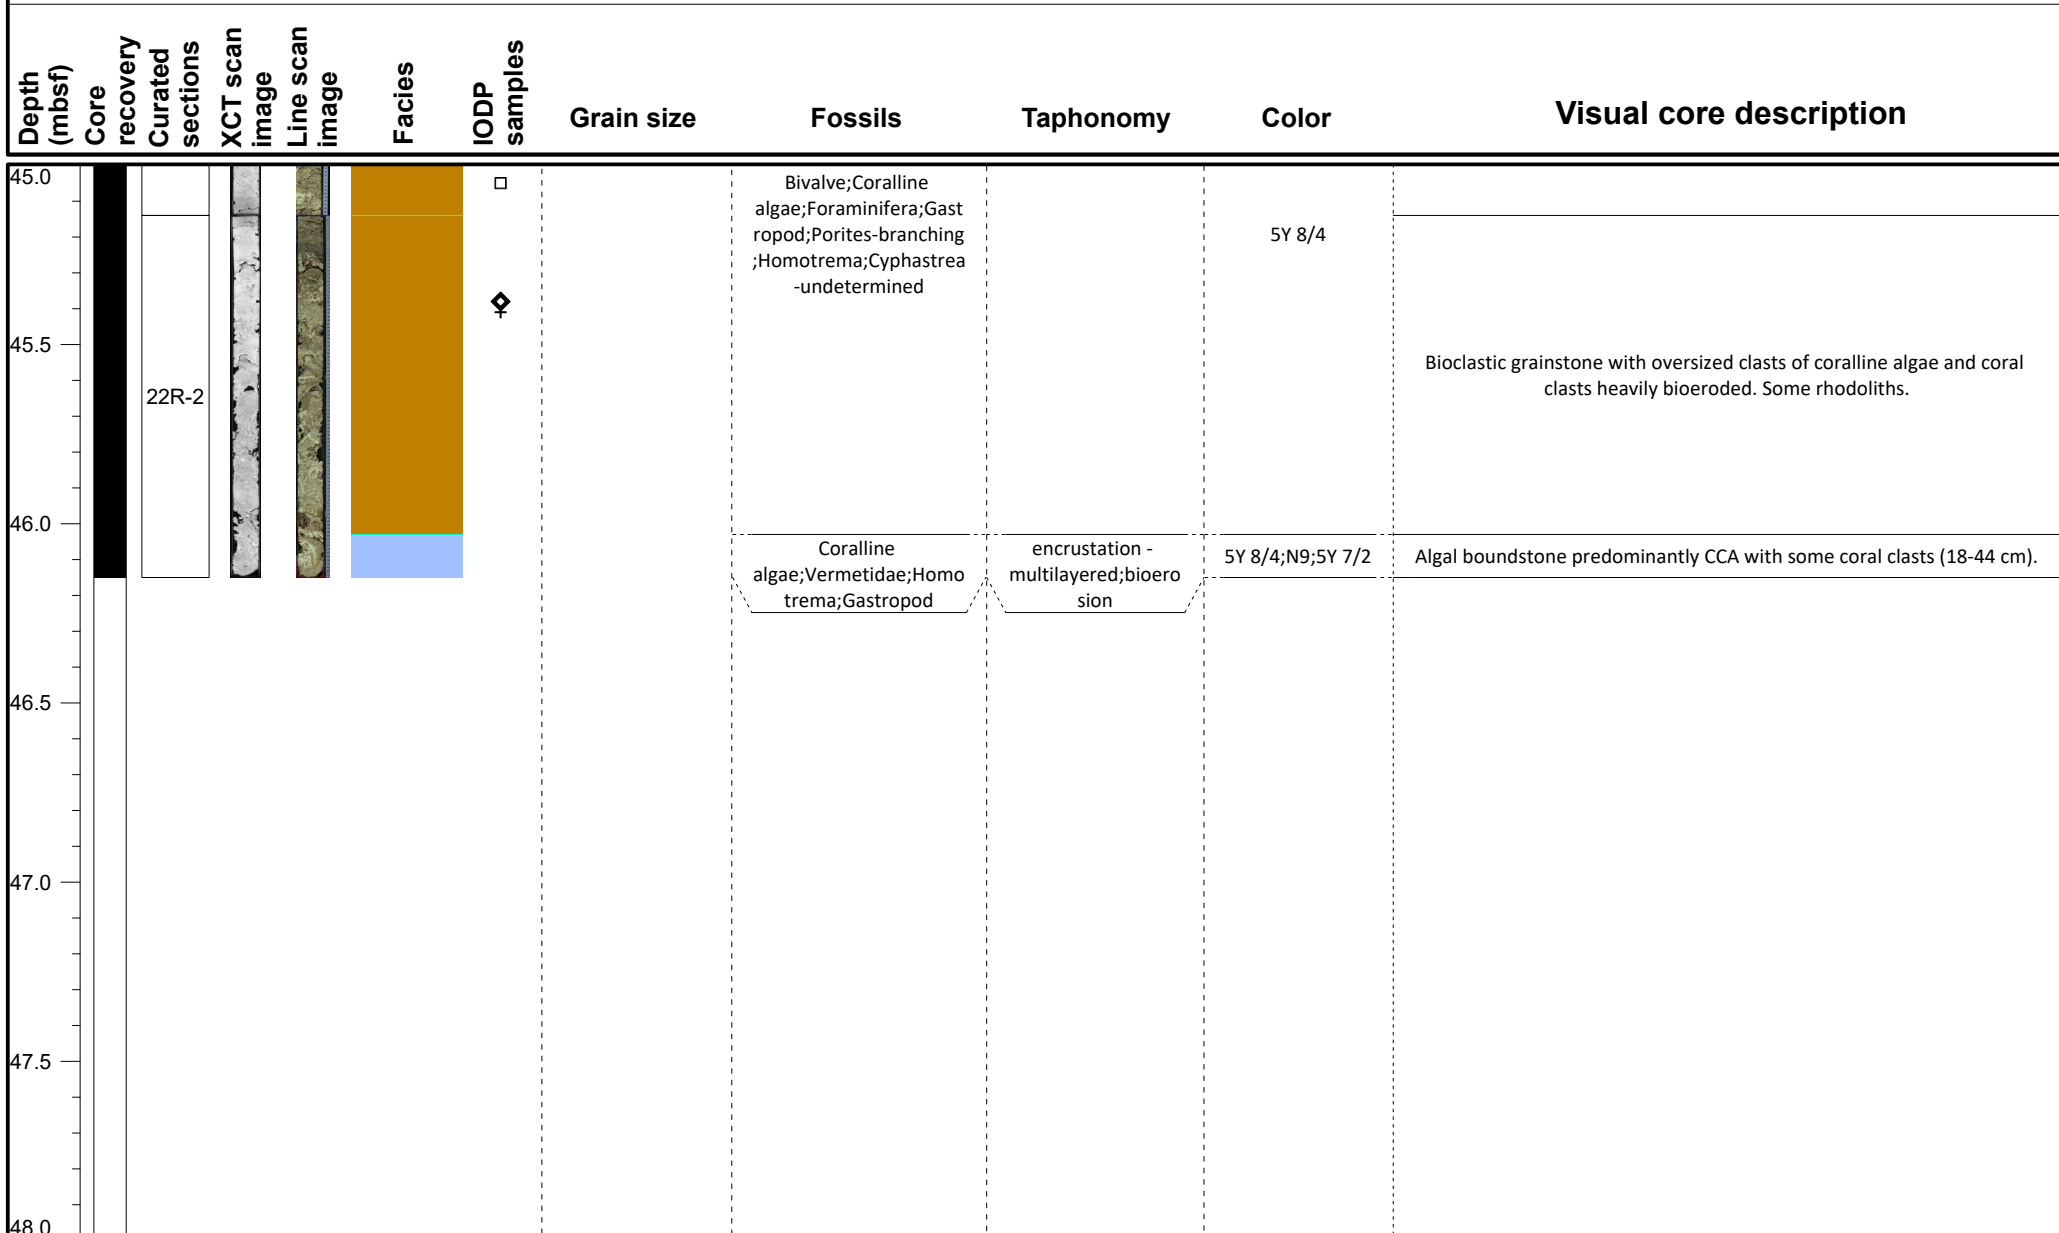 Depth
(mbsf)
Core
recovery
Curated
sections
XCT scan
image
Line scan
image
Facies
IODP
samples
Grain size
Fossils
Taphonomy
Color
Visual core description
45.0
Bivalve;Coralline
algae;Foraminifera;Gast
ropod;Porites-branching
;Homotrema;Cyphastrea
-undetermined
5Y 8/4
45.5
22R-2
Bioclastic grainstone with oversized clasts of coralline algae and coral
clasts heavily bioeroded. Some rhodoliths.
46.0
Coralline
algae;Vermetidae;Homo
trema;Gastropod
encrustation -
multilayered;bioero
sion
5Y 8/4;N9;5Y 7/2
Algal boundstone predominantly CCA with some coral clasts (18-44 cm).
46.5
47.0
47.5
48.0